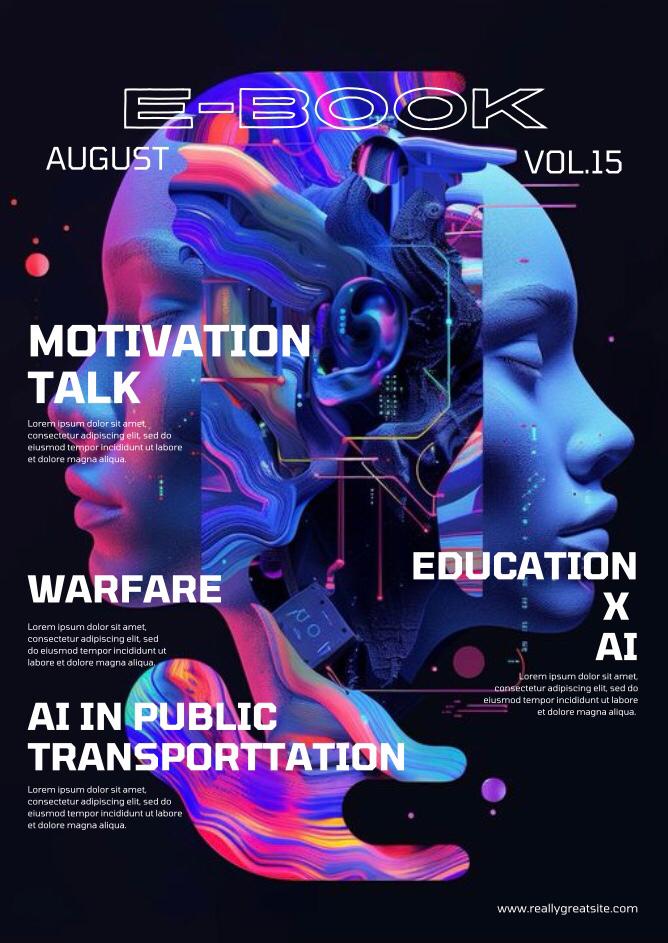 E-BOOK
AUGUST
VOL.15
MOTIVATION
TALK
Lorem ipsum dolor sit amet,
consectetur adipiscing elit, sed do
eiusmod tempor incididunt ut labore
et dolore magna aliqua.
EDUCATION
X
AI
Lorem ipsum dolor sit amet,
consectetur adipiscing elit, sed do
eiusmod tempor incididunt ut labore
et dolore magna aliqua.
WARFARE
Lorem ipsum dolor sit amet,
consectetur adipiscing elit, sed
do eiusmod tempor incididunt ut
labore et dolore magna aliqua.
AI IN PUBLIC
TRANSPORTTATION
Lorem ipsum dolor sit amet,
consectetur adipiscing elit, sed do
eiusmod tempor incididunt ut labore
et dolore magna aliqua.
www.reallygreatsite.com